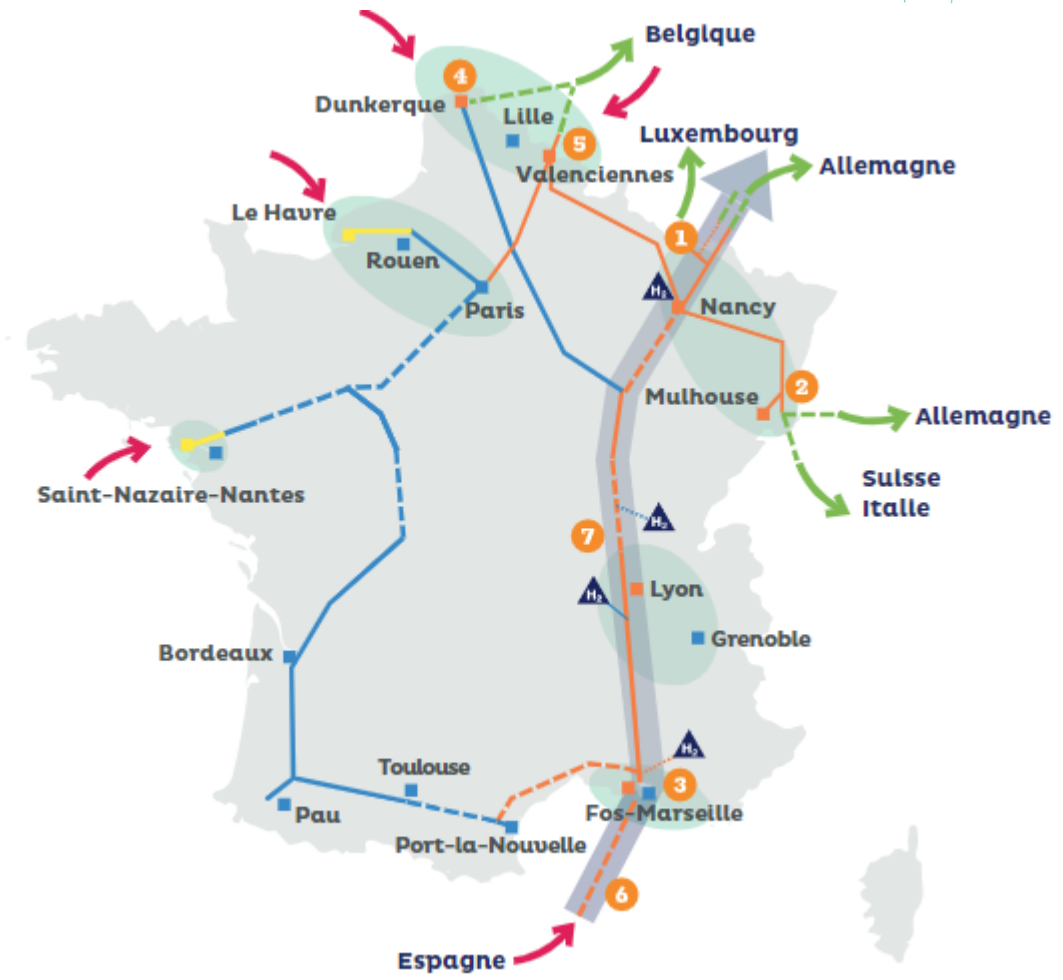 Belgique
4
Dunkerque
Lille
5
Luxembourg
Valenciennes
Allemagne
Le Havre
1
Rouen
H₂
Nancy
Paris
2
Mulhouse
Allemagne
Saint-Nazaire-Nantes
Suisse
Italie
H₂
7
H₂
Lyon
Grenoble
Bordeaux
H₂
Toulouse
3
Pau
Fos-Marseille
Port-la-Nouvelle
6
Espagne